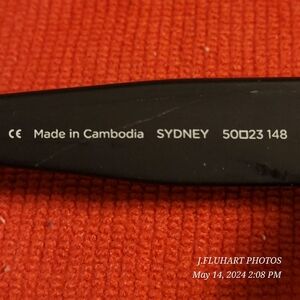 CE Made in Cambodia SYDNEY 50□23 148
J.FLUHART PHOTOS
May 14, 2024 2:08 PM